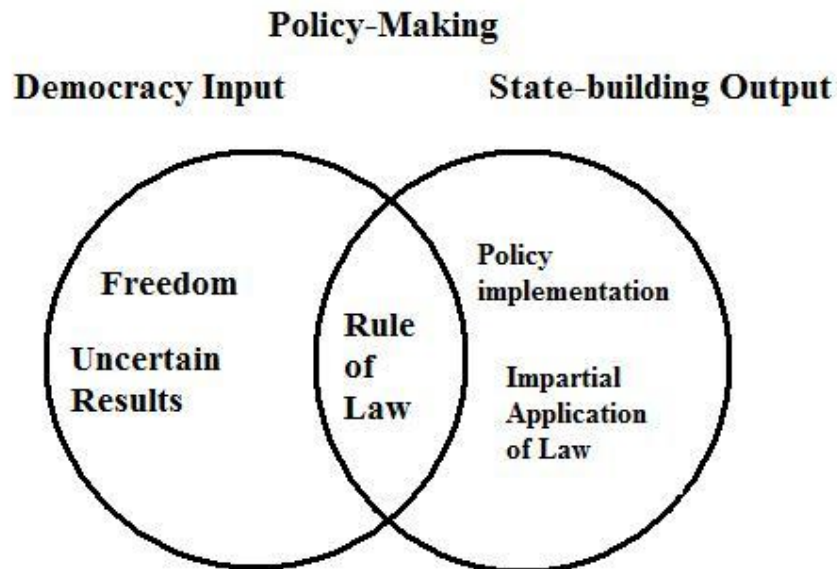 Policy-Making
Democracy Input
State-building Output
Freedom
Uncertain
Results
Rule
of
Law
Policy
implementation
Impartial
Application
of Law